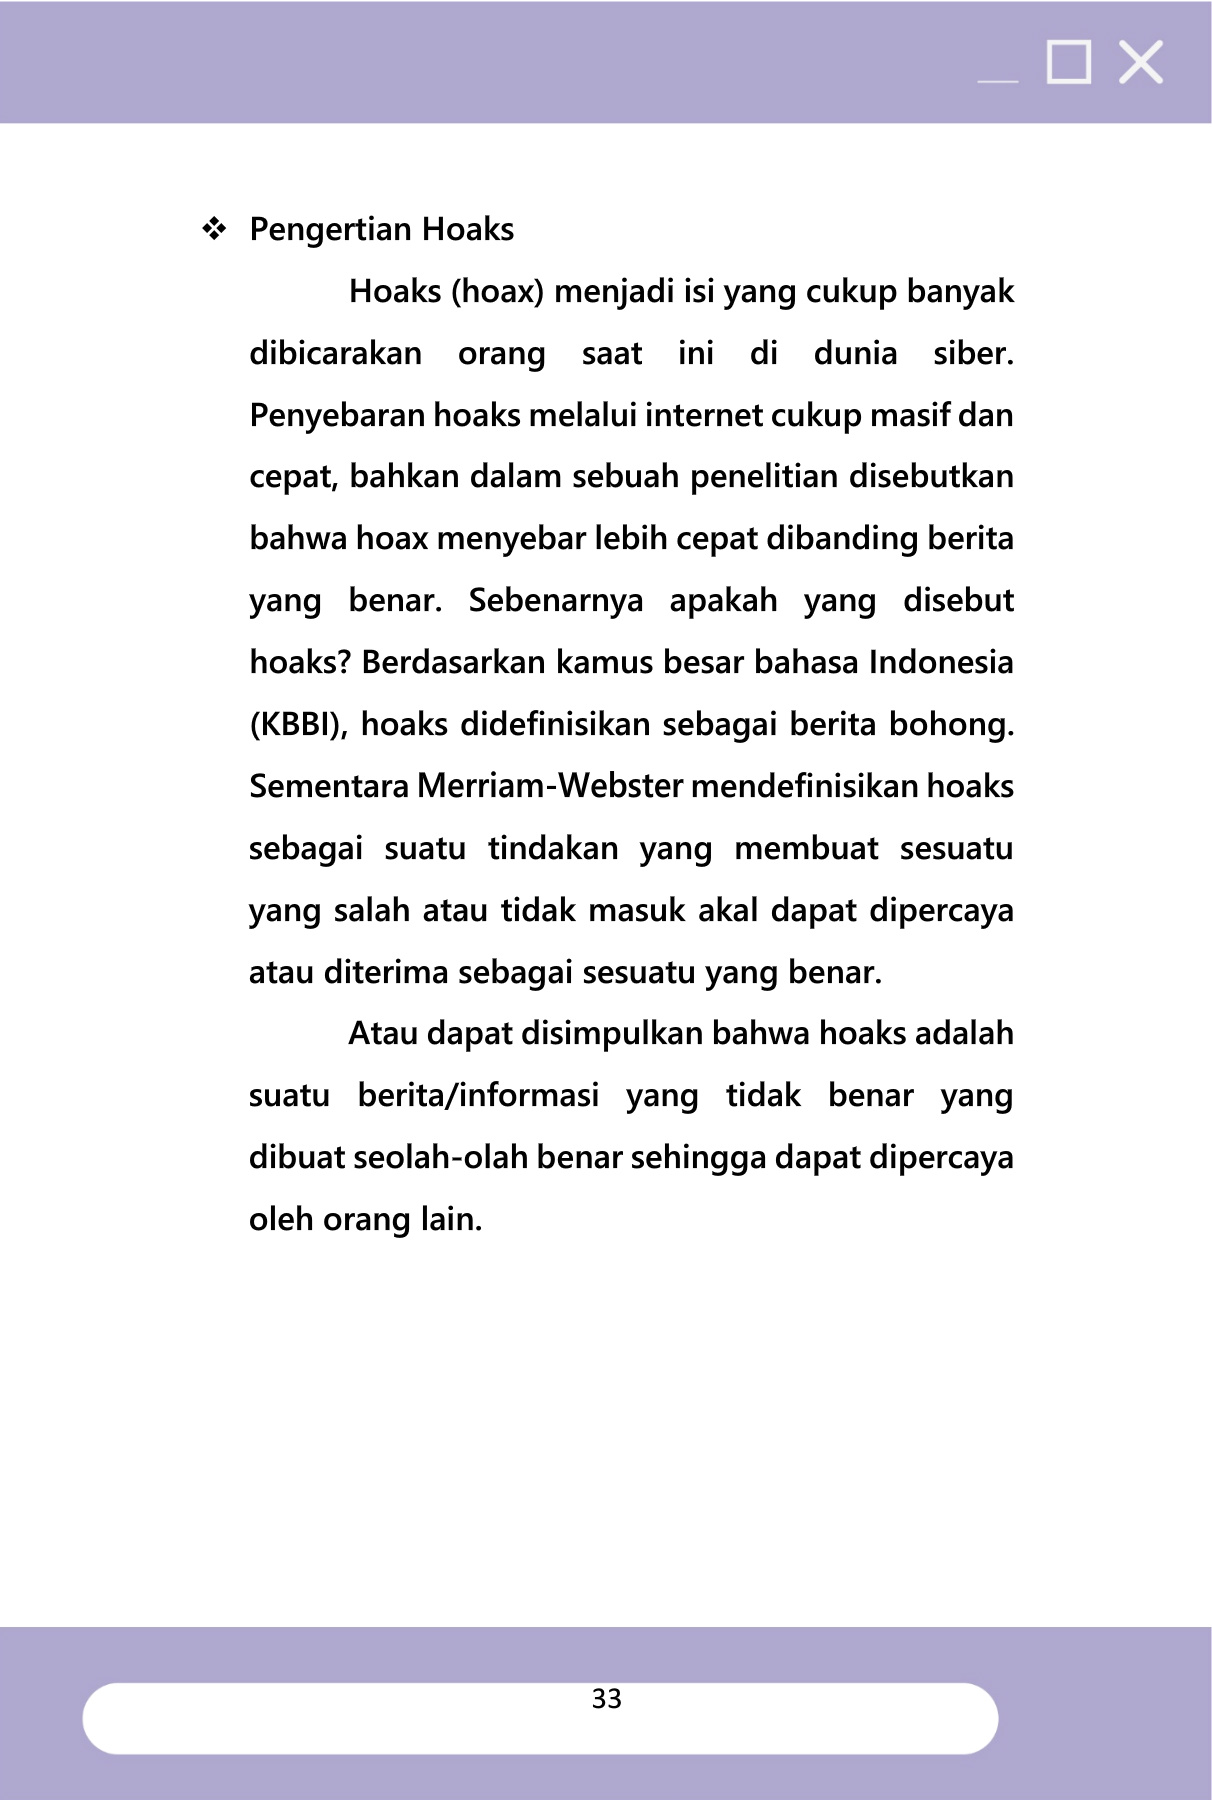 ❖ Pengertian Hoaks
Hoaks (hoax) menjadi isi yang cukup banyak
dibicarakan orang saat ini di dunia siber.
Penyebaran hoaks melalui internet cukup masif dan
cepat, bahkan dalam sebuah penelitian disebutkan
bahwa hoax menyebar lebih cepat dibanding berita
yang benar. Sebenarnya apakah yang disebut
hoaks? Berdasarkan kamus besar bahasa Indonesia
(KBBI), hoaks didefinisikan sebagai berita bohong.
Sementara Merriam-Webster mendefinisikan hoaks
sebagai suatu tindakan yang membuat sesuatu
yang salah atau tidak masuk akal dapat dipercaya
atau diterima sebagai sesuatu yang benar.
Atau dapat disimpulkan bahwa hoaks adalah
suatu berita/informasi yang tidak benar yang
dibuat seolah-olah benar sehingga dapat dipercaya
oleh orang lain.
33